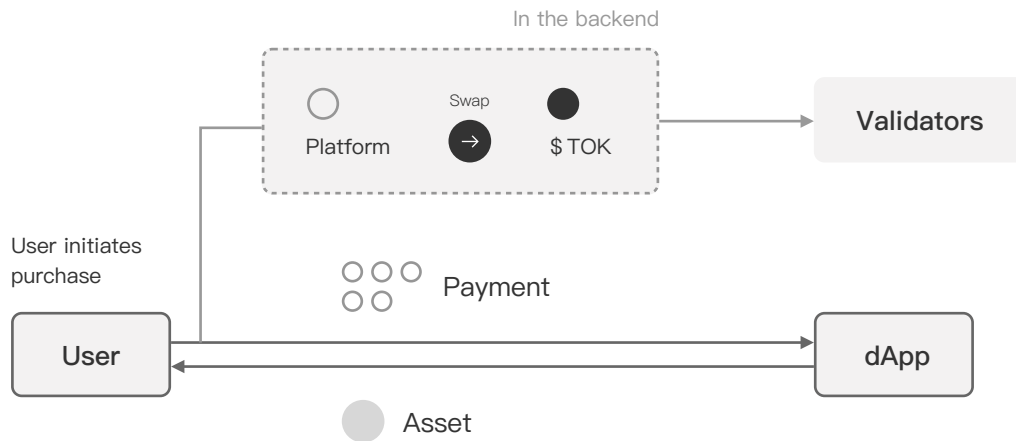 In the backend
Swap
Platform
$ TOK
Validators
User initiates
purchase
Payment
User
dApp
Asset